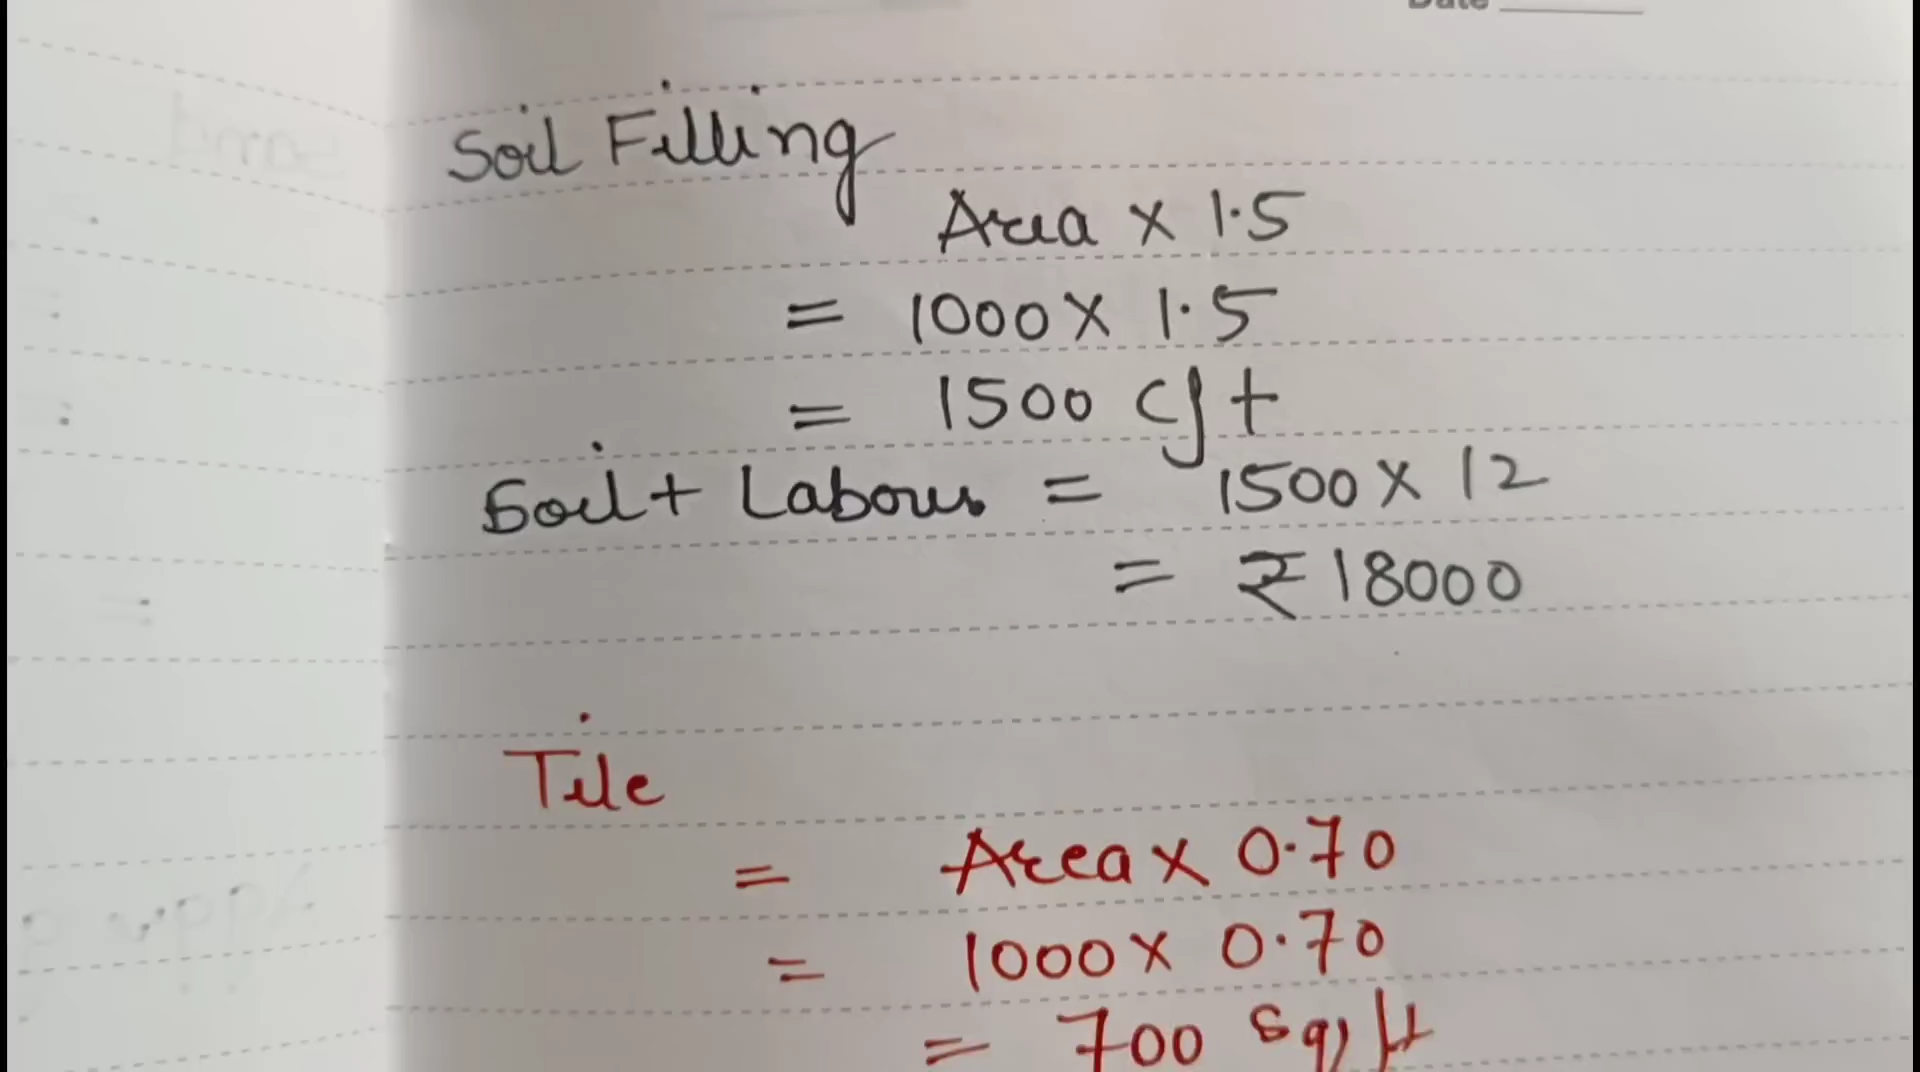 Date
Soil Filling
Area x 1.5
= 1000 x 1.5
= 1500 cft
Soil + Labour = 1500 x 12
= ₹ 18000
Tile
= Area x 0.70
= 1000 x 0.70
= 700 sqft